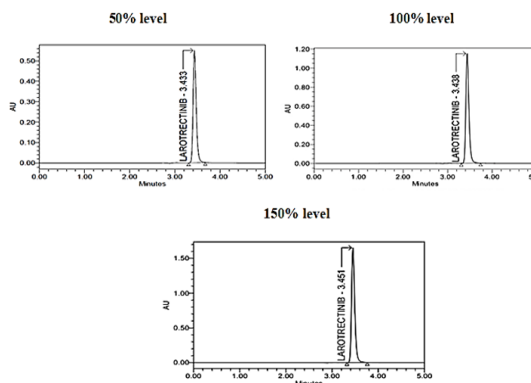 50% level
100% level
AU
0.50
0.40
0.30
0.20
0.10
0.00
LAROTRECTINIB - 3.433
0.00 1.00 2.00 3.00 4.00 5.00
Minutes
AU
1.20
1.00
0.80
0.60
0.40
0.20
0.00
LAROTRECTINIB - 3.438
0.00 1.00 2.00 3.00 4.00
Minutes
150% level
AU
1.50
1.00
0.50
0.00
LAROTRECTINIB - 3.451
0.00 1.00 2.00 3.00 4.00 5.00
Minutes